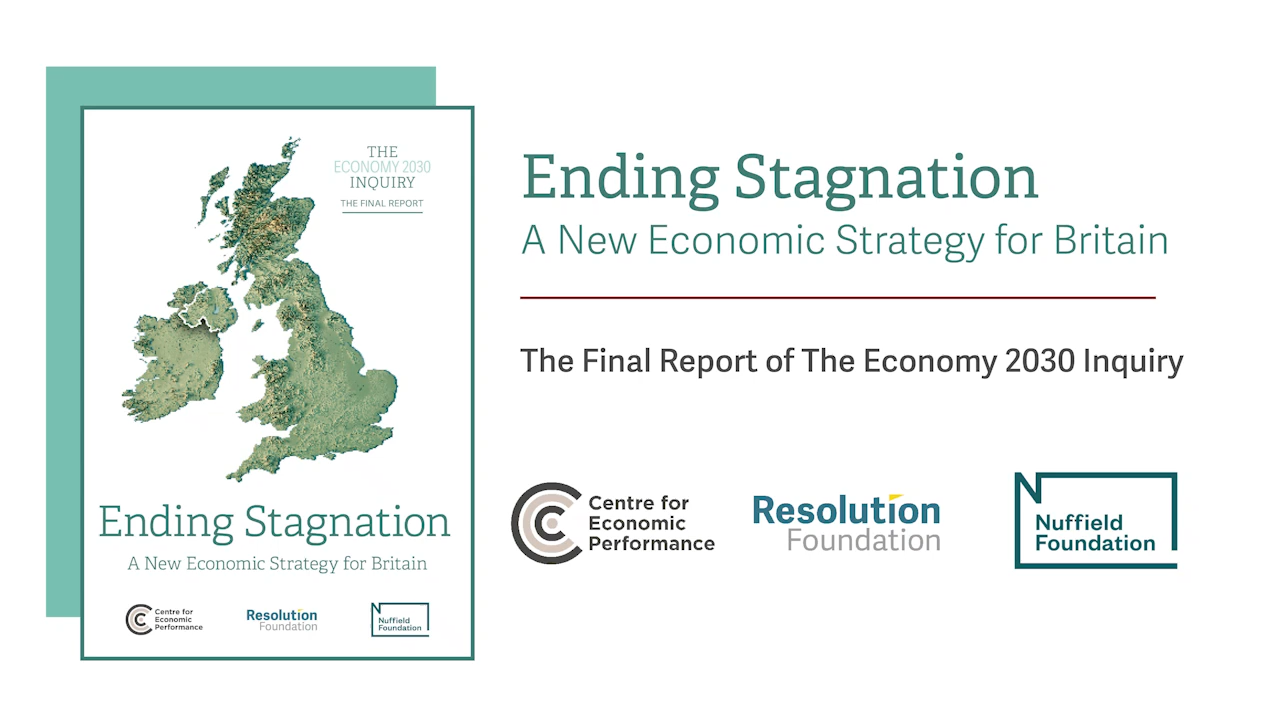 THE
ECONOMY 2030
INQUIRY
THE FINAL REPORT
Ending Stagnation
A New Economic Strategy for Britain
Centre for
Economic
Performance
Resolution
Foundation
Nuffield
Foundation
Ending Stagnation
A New Economic Strategy for Britain
The Final Report of The Economy 2030 Inquiry
Centre for
Economic
Performance
Resolution
Foundation
Nuffield
Foundation